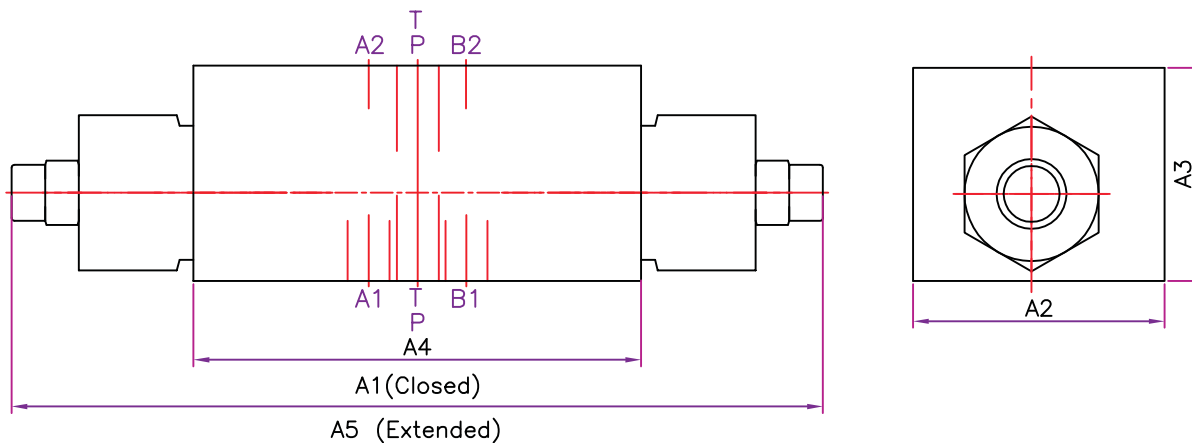 T
A2 P B2
A1 T B1
P
A4
A1(Closed)
A5 (Extended)
A3
A2